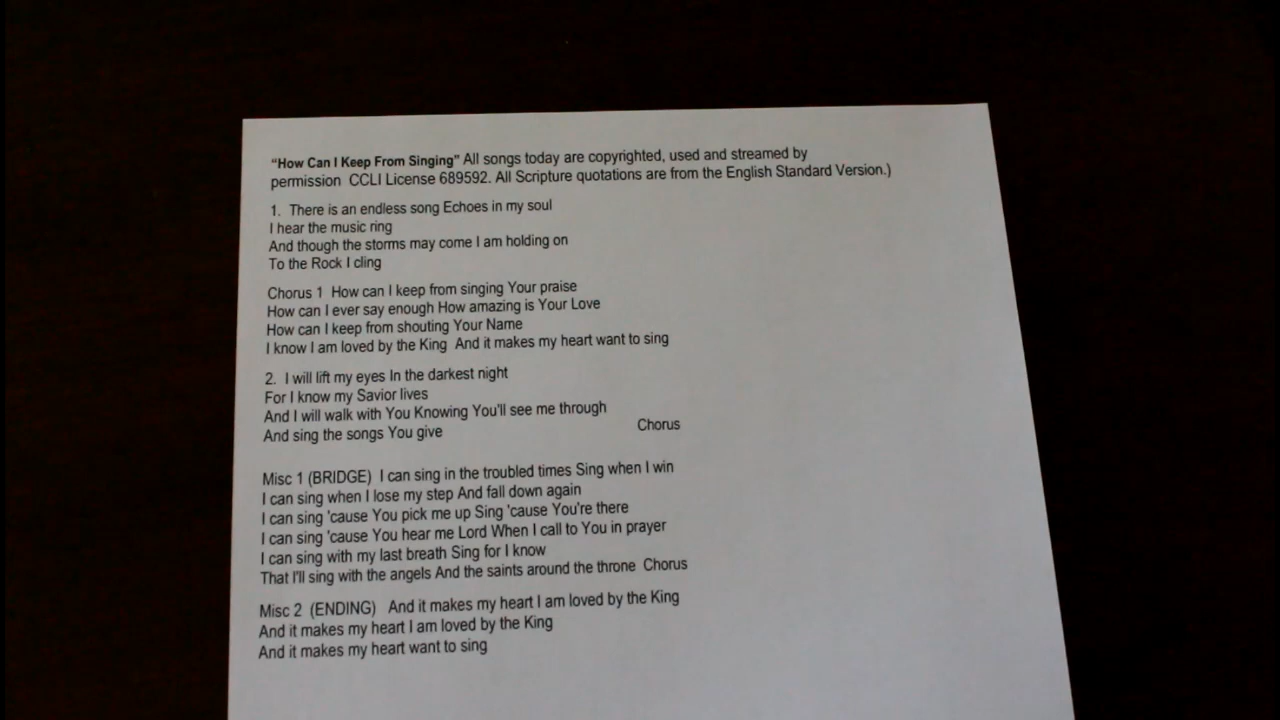 “How Can I Keep From Singing” All songs today are copyrighted, used and streamed by
permission CCLI License 689592. All Scripture quotations are from the English Standard Version.)
1. There is an endless song Echoes in my soul
I hear the music ring
And though the storms may come I am holding on
To the Rock I cling
Chorus 1 How can I keep from singing Your praise
How can I ever say enough How amazing is Your Love
How can I keep from shouting Your Name
I know I am loved by the King And it makes my heart want to sing
2. I will lift my eyes In the darkest night
For I know my Savior lives
And I will walk with You Knowing You'll see me through
And sing the songs You give Chorus
Misc 1 (BRIDGE) I can sing in the troubled times Sing when I win
I can sing when I lose my step And fall down again
I can sing 'cause You pick me up Sing 'cause You're there
I can sing 'cause You hear me Lord When I call to You in prayer
I can sing with my last breath Sing for I know
That I'll sing with the angels And the saints around the throne Chorus
Misc 2 (ENDING) And it makes my heart I am loved by the King
And it makes my heart I am loved by the King
And it makes my heart want to sing